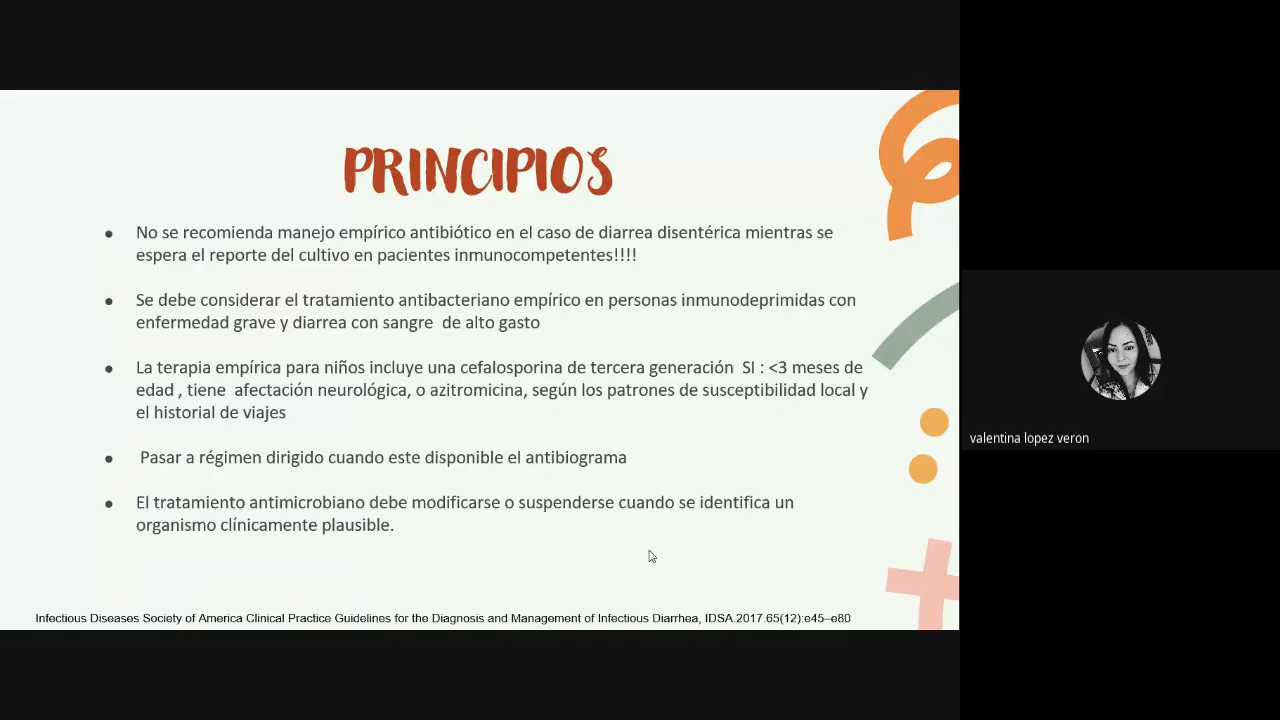 PRINCIPIOS
● No se recomienda manejo empírico antibiótico en el caso de diarrea disentérica mientras se
espera el reporte del cultivo en pacientes inmunocompetentes!!!!
● Se debe considerar el tratamiento antibacteriano empírico en personas inmunodeprimidas con
enfermedad grave y diarrea con sangre de alto gasto
● La terapia empírica para niños incluye una cefalosporina de tercera generación SI : <3 meses de
edad , tiene afectación neurológica, o azitromicina, según los patrones de susceptibilidad local y
el historial de viajes
● Pasar a régimen dirigido cuando este disponible el antibiograma
● El tratamiento antimicrobiano debe modificarse o suspenderse cuando se identifica un
organismo clínicamente plausible.
Infectious Diseases Society of America Clinical Practice Guidelines for the Diagnosis and Management of Infectious Diarrhea, IDSA.2017.65(12):e45–e80
valentina lopez veron